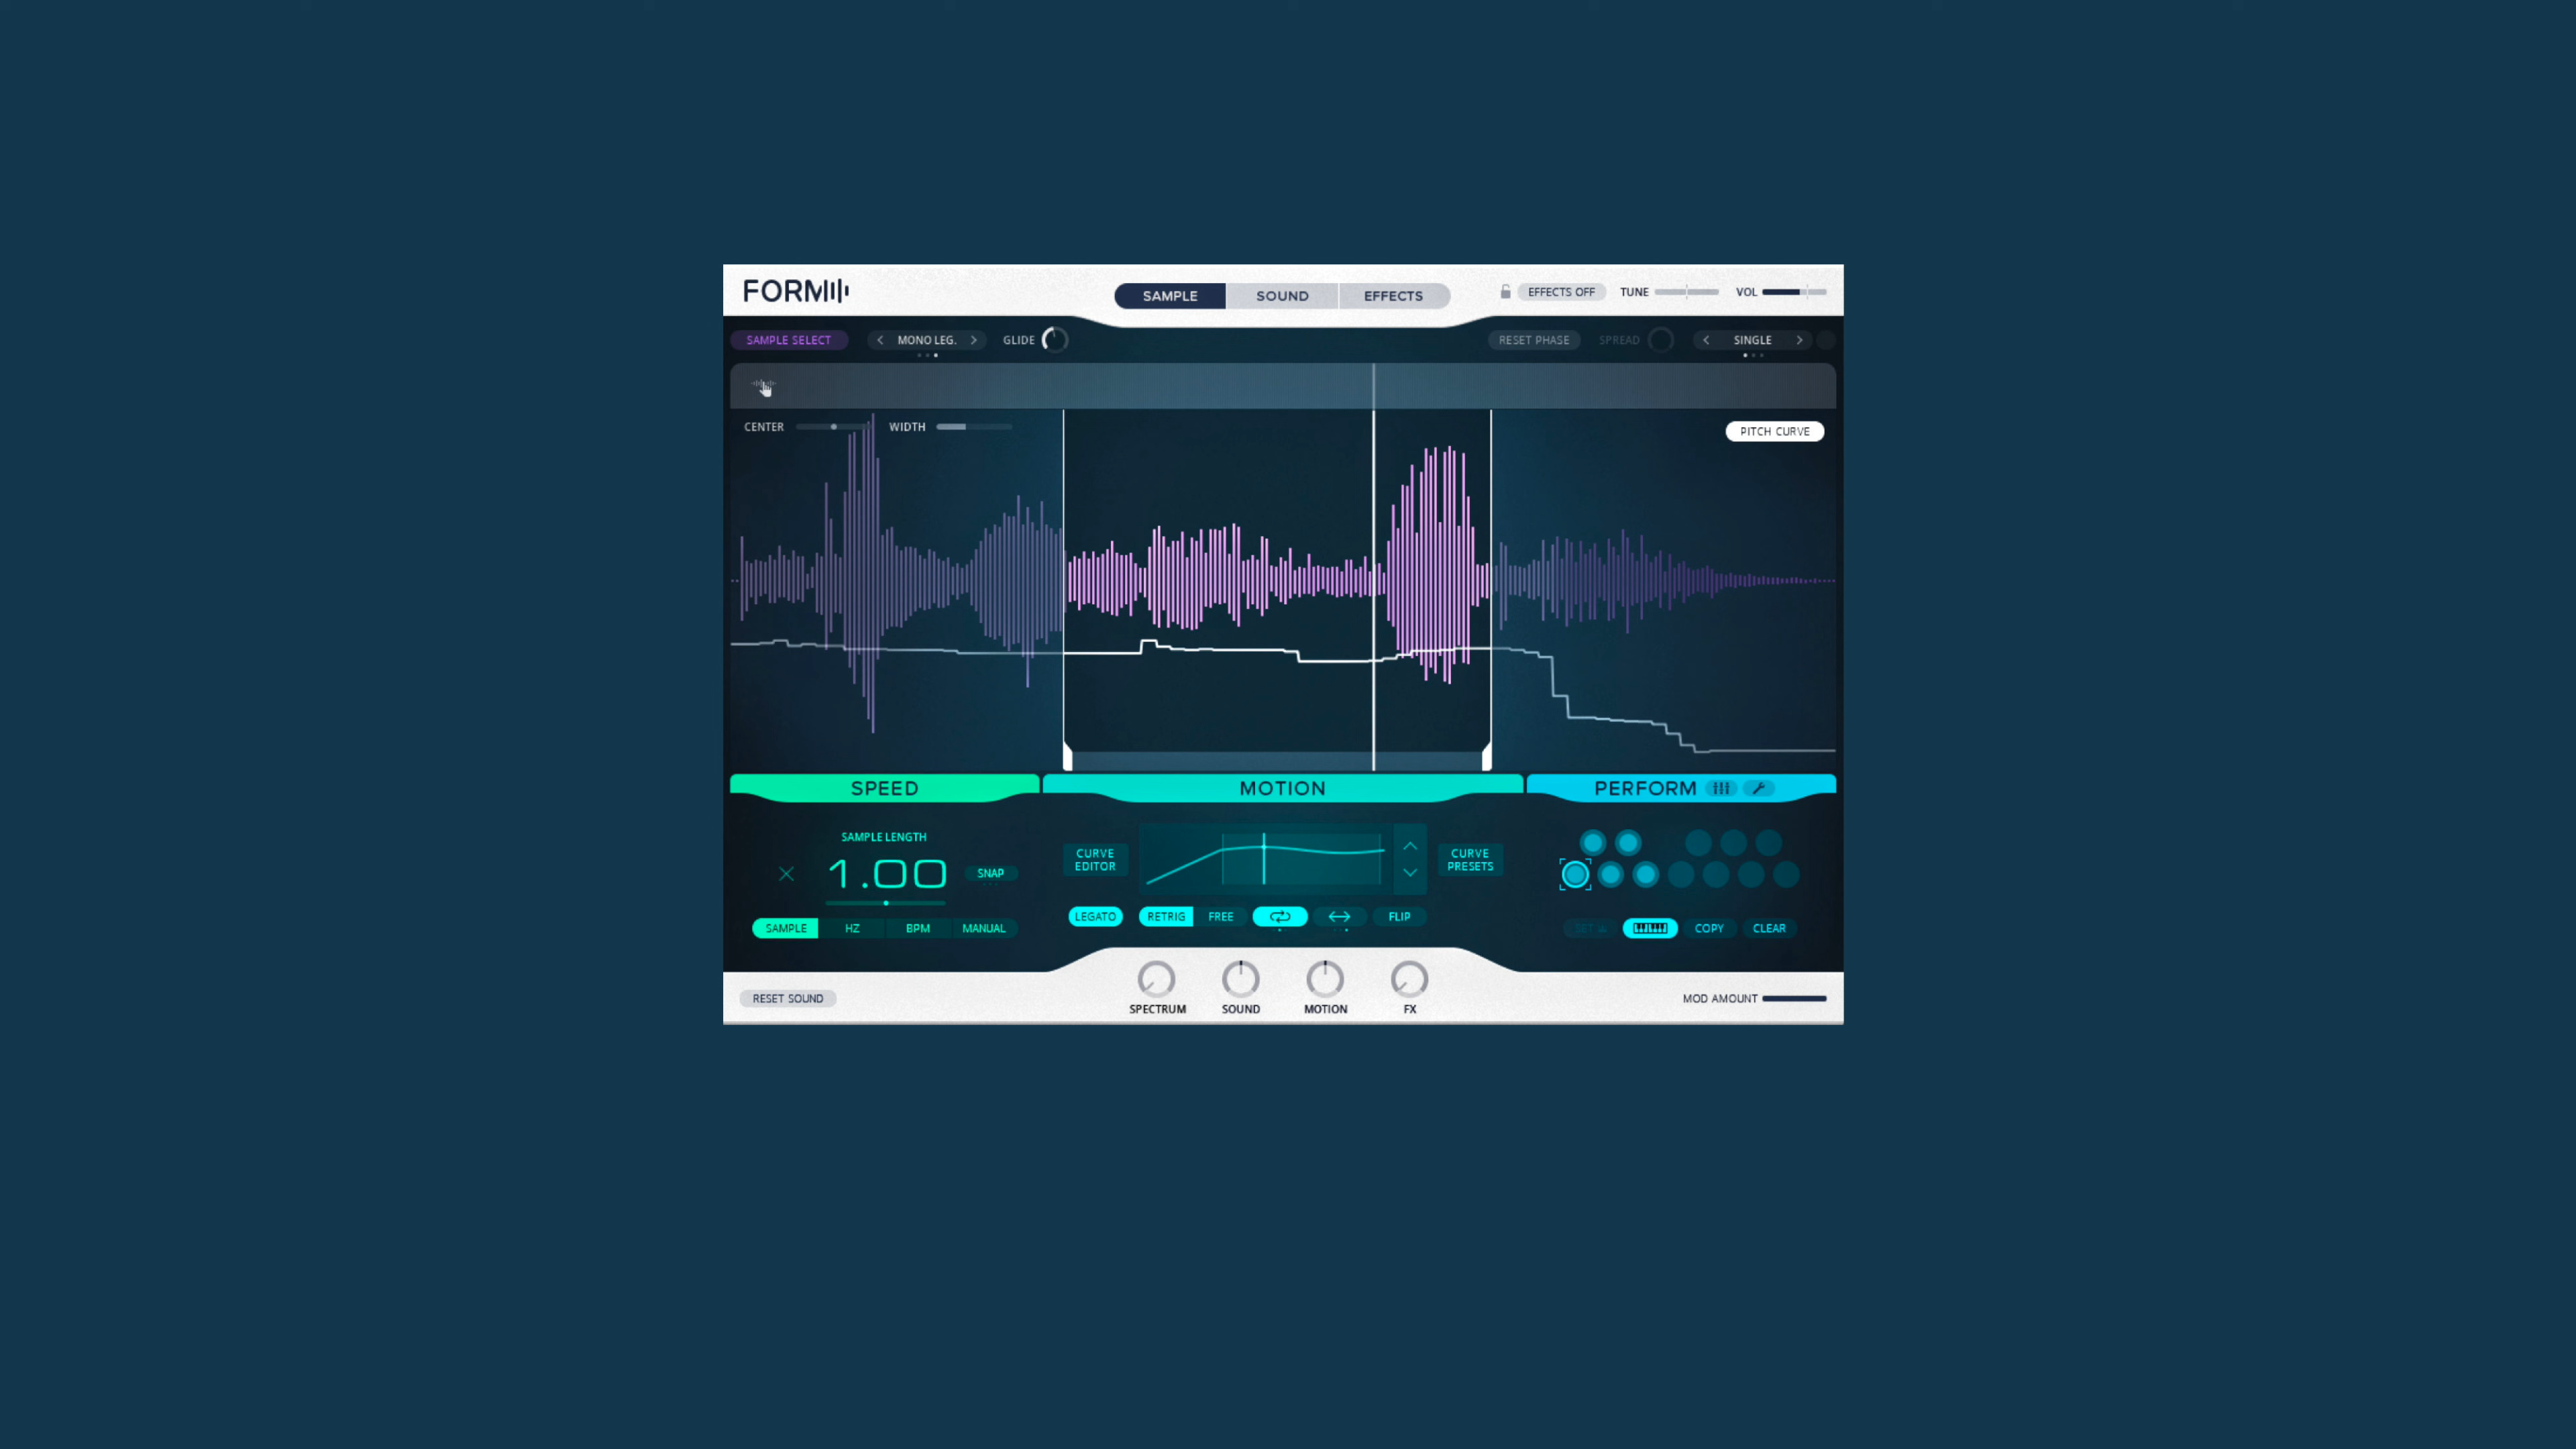 FORM
SAMPLE SOUND EFFECTS
EFFECTS OFF TUNE VOL
SAMPLE SELECT MONO LEG. GLIDE RESET PHASE SPREAD SINGLE
CENTER WIDTH PITCH CURVE
SPEED MOTION PERFORM
SAMPLE LENGTH
1.00
SNAP
SAMPLE HZ BPM MANUAL
CURVE
EDITOR
CURVE
PRESETS
LEGATO RETRIG FREE FLIP
SET COPY CLEAR
RESET SOUND
SPECTRUM SOUND MOTION FX
MOD AMOUNT